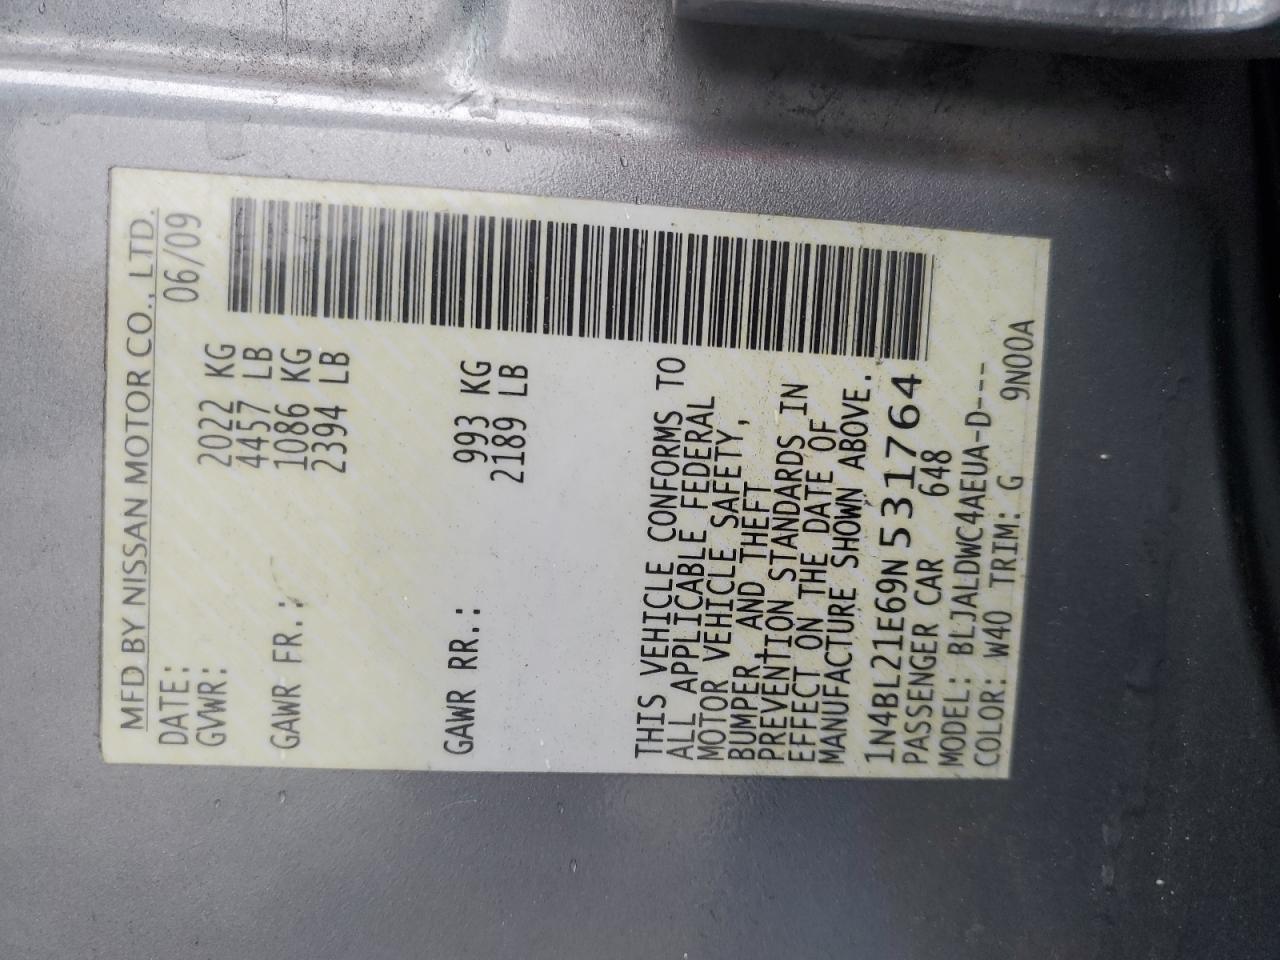 MFD BY NISSAN MOTOR CO., LTD.
DATE: 06/09
GVWR: 2022 KG
4457 LB
GAWR FR.: 1086 KG
2394 LB
GAWR RR.: 993 KG
2189 LB
THIS VEHICLE CONFORMS TO
ALL APPLICABLE FEDERAL
MOTOR VEHICLE SAFETY,
BUMPER, AND THEFT
PREVENTION STANDARDS IN
EFFECT ON THE DATE OF
MANUFACTURE SHOWN ABOVE.
1N4BL21E69N531764
PASSENGER CAR 648
MODEL: BLJALDWC4AEUA-D---
COLOR: W40 TRIM: G 9N00A